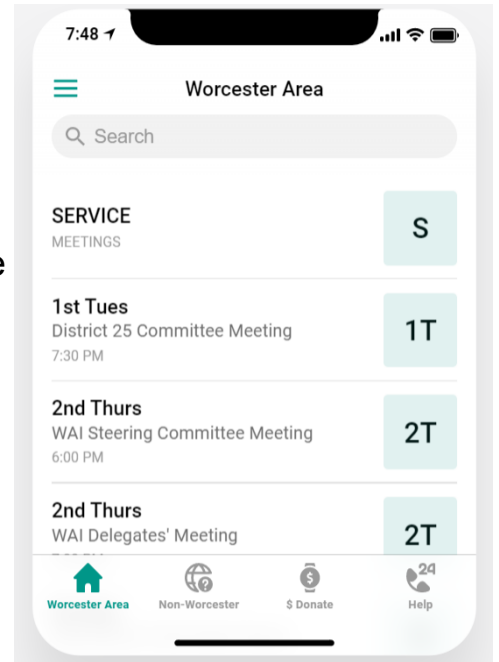 7:48
Worcester Area
Search
SERVICE
MEETINGS
S
1st Tues
District 25 Committee Meeting
7:30 PM
1T
2nd Thurs
WAI Steering Committee Meeting
6:00 PM
2T
2nd Thurs
WAI Delegates' Meeting
2T
e
Worcester Area
Non-Worcester
$ Donate
24
Help